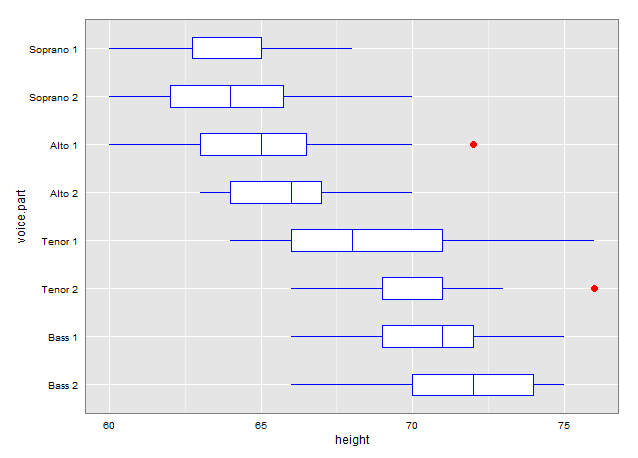 Soprano 1
Soprano 2
Alto 1
Alto 2
Tenor 1
Tenor 2
Bass 1
Bass 2
voice.part
60 65 70 75
height